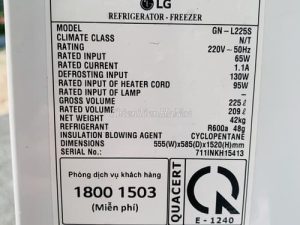 LG
REFRIGERATOR - FREEZER
MODEL GN - L225S
CLIMATE CLASS N/T
RATING 220V ~ 50Hz
RATED INPUT 65W
RATED CURRENT 1.1A
DEFROSTING INPUT 130W
RATED INPUT OF HEATER CORD 95W
RATED INPUT OF LAMP –
GROSS VOLUME 225ℓ
RATED VOLUME 209ℓ
NET WEIGHT 42kg
REFRIGERANT R600a 48g
INSULATION BLOWING AGENT CYCLOPENTANE
DIMENSIONS 555(W)x585(D)x1520(H)mm
SERIAL NO. 711INKH15413
Phòng dịch vụ khách hàng
1800 1503
(Miễn phí)
QUACERT
E - 1240